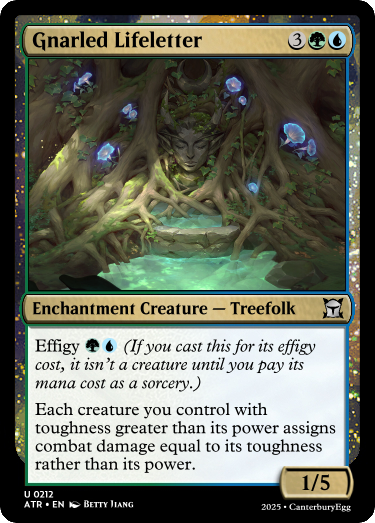 Gnarled Lifeletter 3
Enchantment Creature — Treefolk
Effigy (If you cast this for its effigy
cost, it isn't a creature until you pay its
mana cost as a sorcery.)
Each creature you control with
toughness greater than its power assigns
combat damage equal to its toughness
rather than its power.
1/5
U 0212
ATR • EN Betty Jiang
2025 • CanterburyEgg